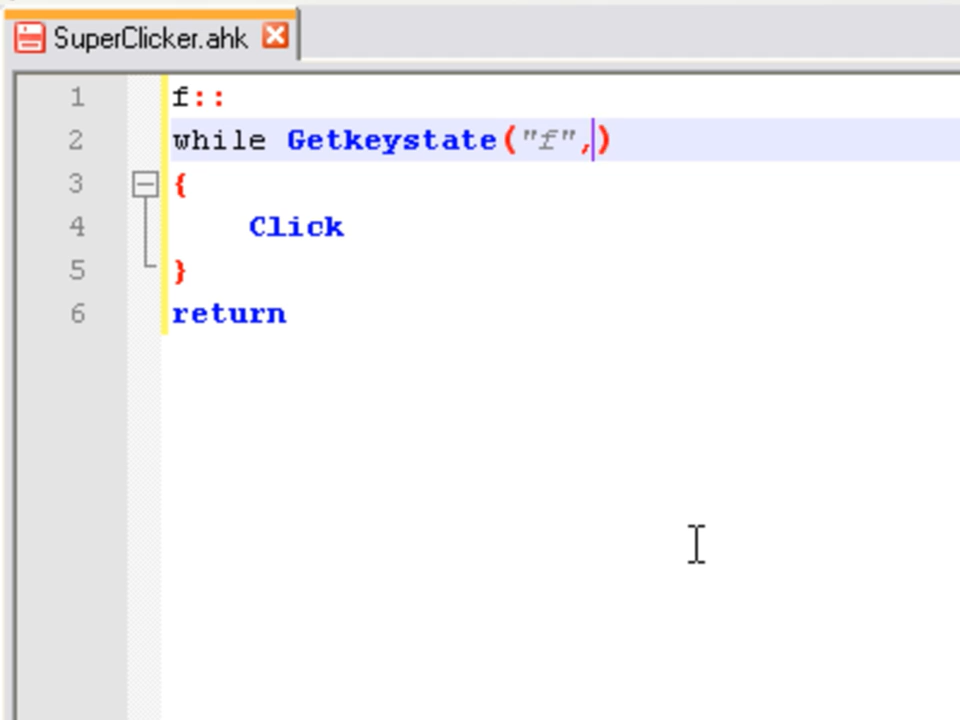 SuperClicker.ahk
1 f::
2 while Getkeystate("f",)
3 {
4 Click
5 }
6 return